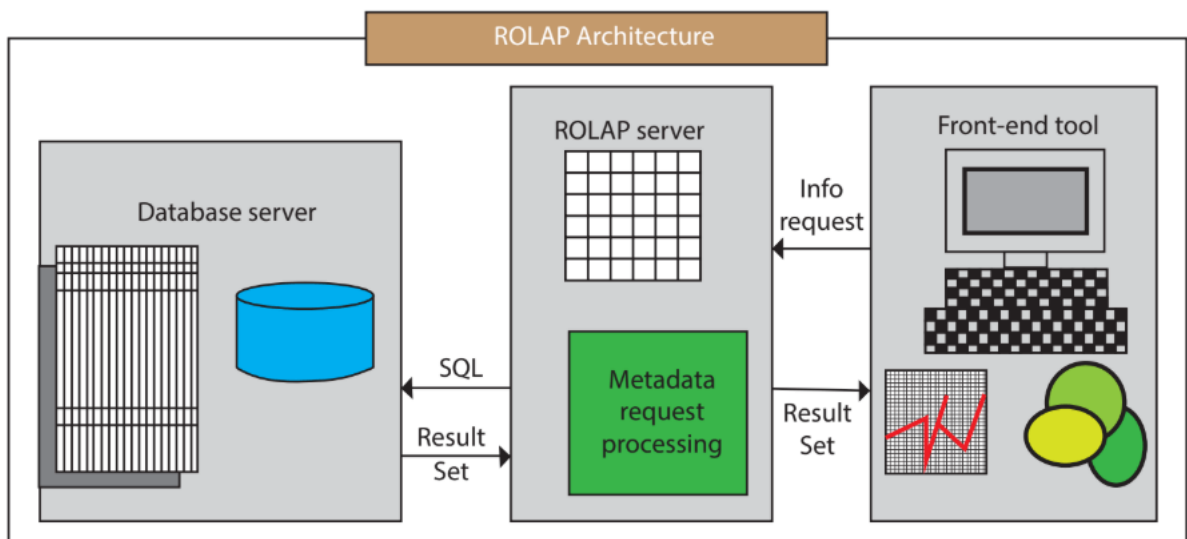 ROLAP Architecture
Database server
SQL
Result
Set
ROLAP server
Metadata
request
processing
Info
request
Result
Set
Front-end tool